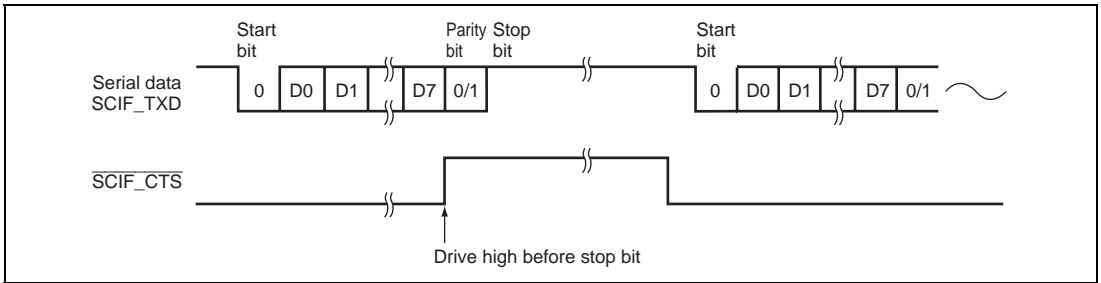 Start bit
Parity bit
Stop bit
Start bit
Serial data
SCIF_TXD
0 D0 D1 D7 0/1 0 D0 D1 D7 0/1
SCIF_CTS
Drive high before stop bit